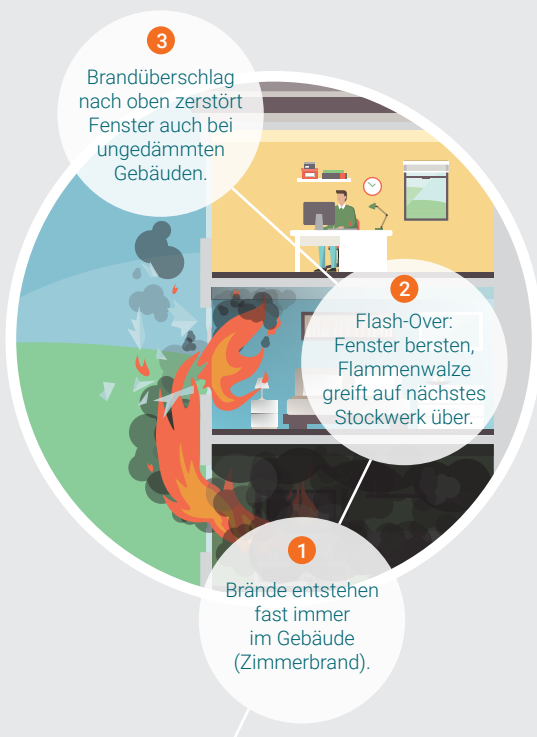 3
Brandüberschlag
nach oben zerstört
Fenster auch bei
ungedämmten
Gebäuden.
2
Flash-Over:
Fenster bersten,
Flammenwalze
greift auf nächstes
Stockwerk über.
1
Brände entstehen
fast immer
im Gebäude
(Zimmerbrand).